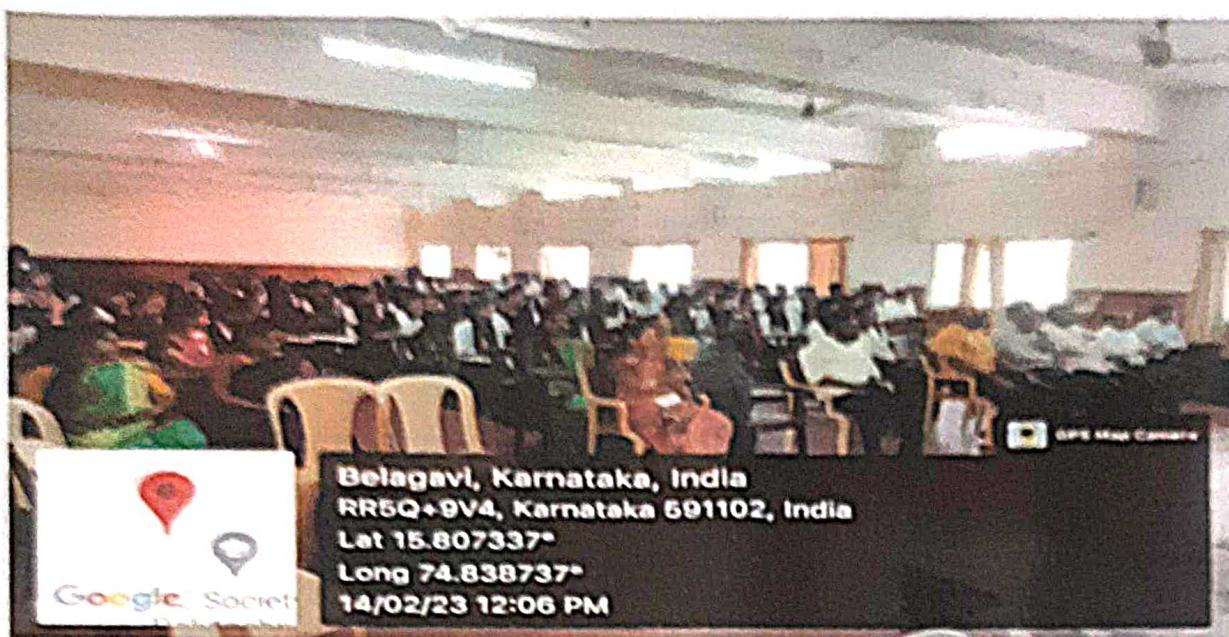 GPS Map Camera
Belagavi, Karnataka, India
RR5Q+9V4, Karnataka 591102, India
Lat 15.807337°
Long 74.838737°
14/02/23 12:06 PM
Google